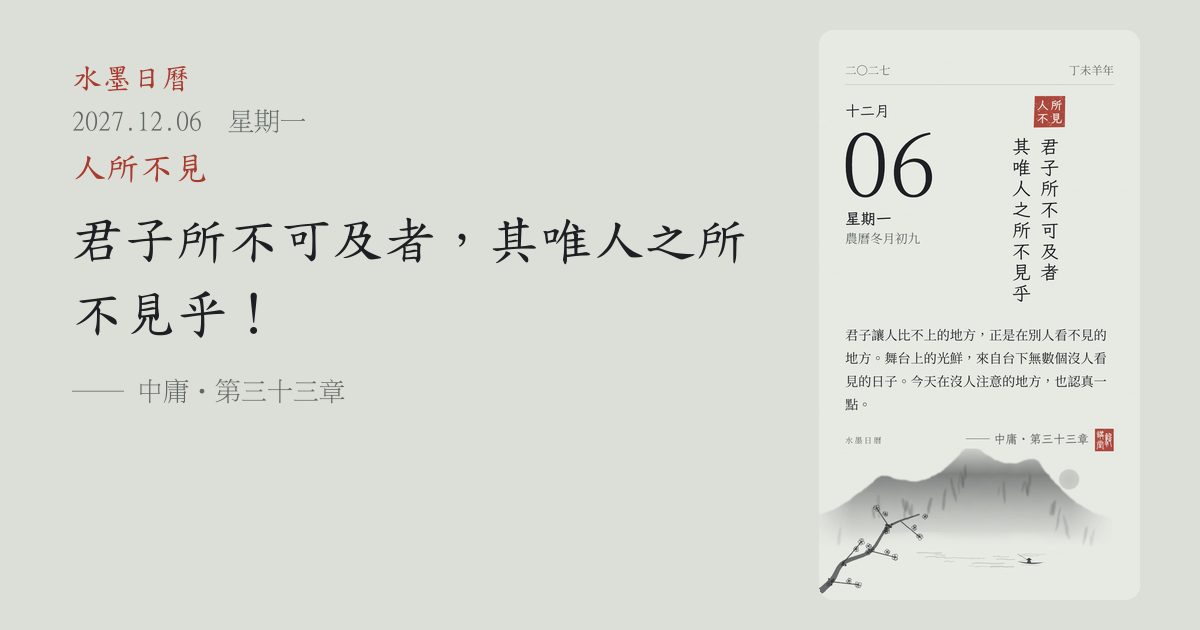 水墨日曆
2027.12.06 星期一
人所不見
君子所不可及者，其唯人之所
不見乎！
—— 中庸・第三十三章
二〇二七
丁未羊年
十二月
06
星期一
農曆冬月初九
人所不見
君子所不可及者
其唯人之所不見乎
君子讓人比不上的地方，正是在別人看不見的
地方。舞台上的光鮮，來自台下無數個沒人看
見的日子。今天在沒人注意的地方，也認真一
點。
水墨日曆
—— 中庸・第三十三章